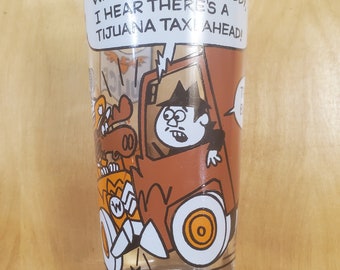 I HEAR THERE'S A
TIJUANA TAXI AHEAD!
W